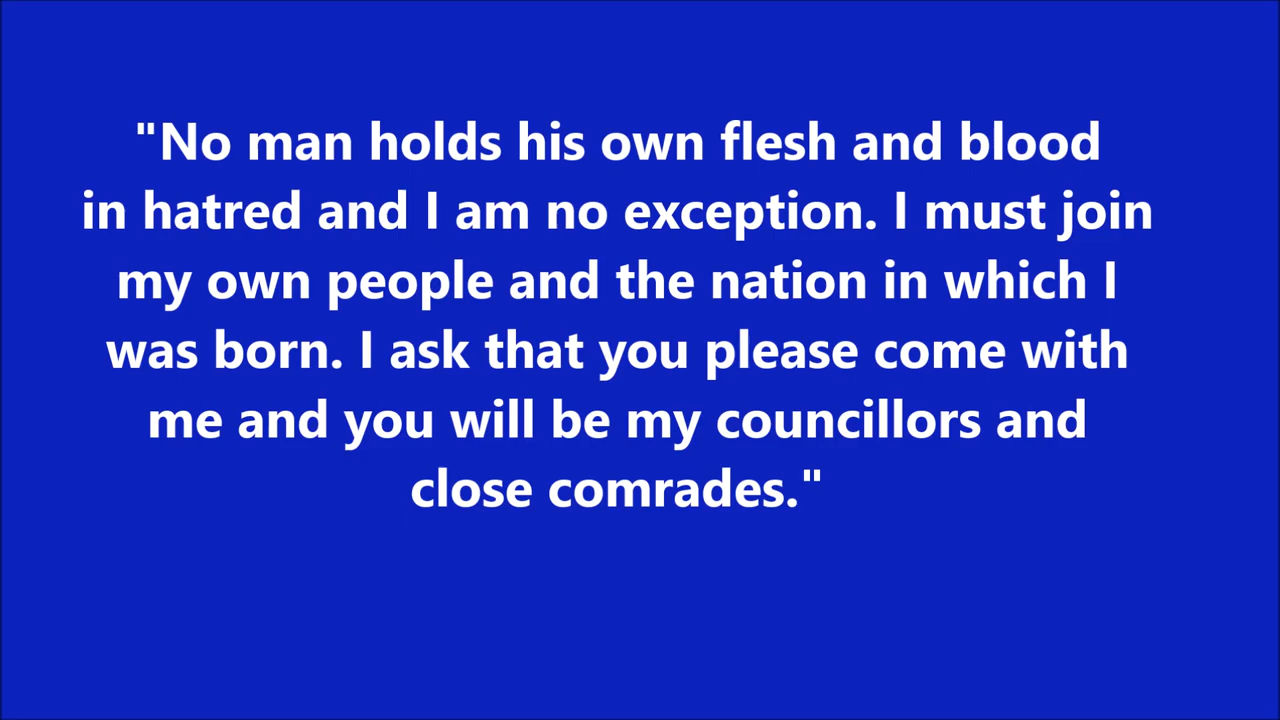 "No man holds his own flesh and blood
in hatred and I am no exception. I must join
my own people and the nation in which I
was born. I ask that you please come with
me and you will be my councillors and
close comrades."